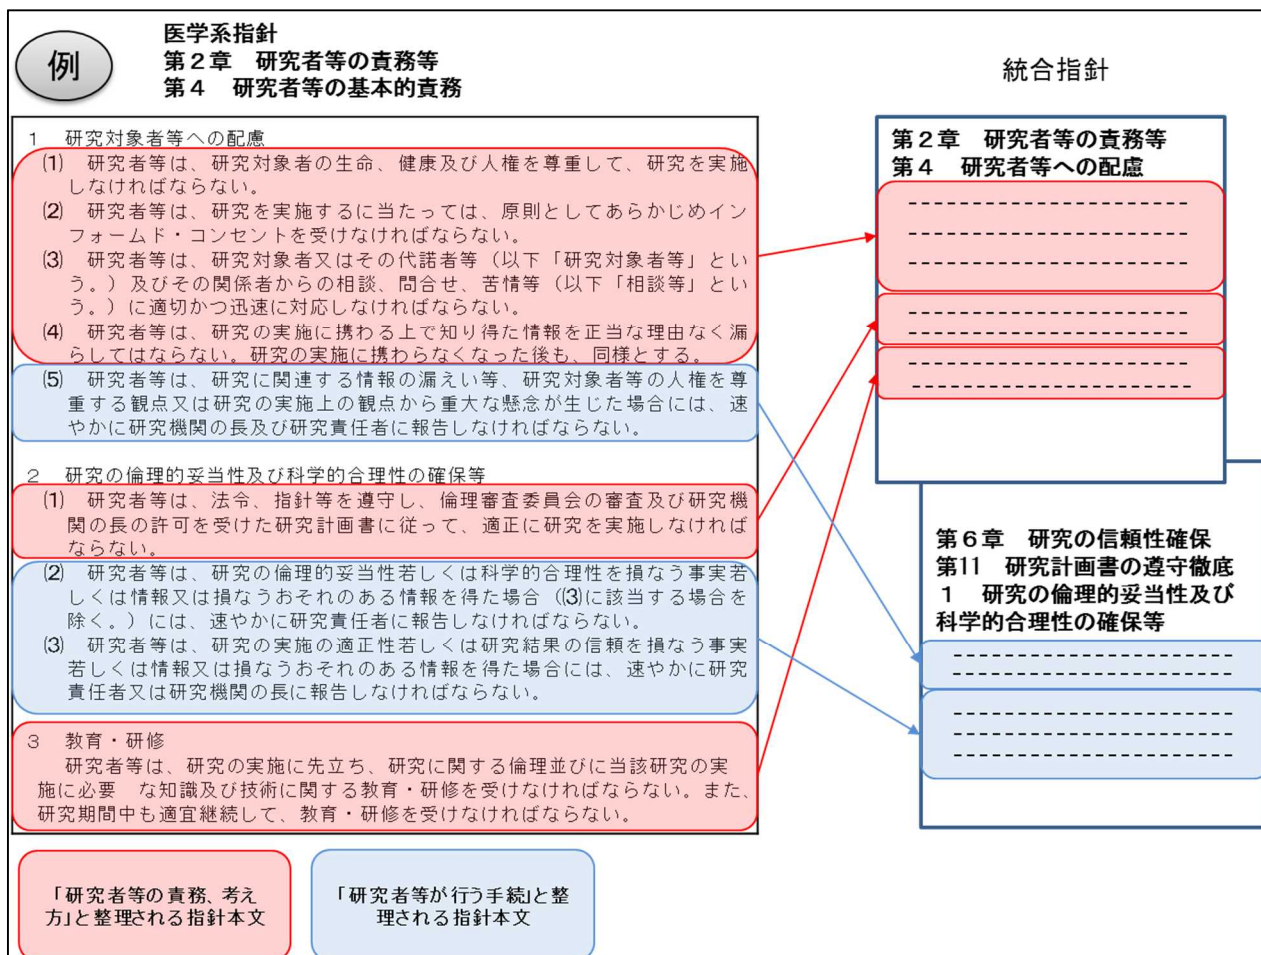 例
医学系指針
第2章　研究者等の責務等
第4　研究者等の基本的責務
1　研究対象者等への配慮
⑴　研究者等は、研究対象者の生命、健康及び人権を尊重して、研究を実施
しなければならない。
⑵　研究者等は、研究を実施するに当たっては、原則としてあらかじめイン
フォームド・コンセントを受けなければならない。
⑶　研究者等は、研究対象者又はその代諾者等（以下「研究対象者等」とい
う。）及びその関係者からの相談、問合せ、苦情等（以下「相談等」とい
う。）に適切かつ迅速に対応しなければならない。
⑷　研究者等は、研究の実施に携わる上で知り得た情報を正当な理由なく漏
らしてはならない。研究の実施に携わらなくなった後も、同様とする。
⑸　研究者等は、研究に関連する情報の漏えい等、研究対象者等の人権を尊
重する観点又は研究の実施上の観点から重大な懸念が生じた場合には、速
やかに研究機関の長及び研究責任者に報告しなければならない。
2　研究の倫理的妥当性及び科学的合理性の確保等
⑴　研究者等は、法令、指針等を遵守し、倫理審査委員会の審査及び研究機
関の長の許可を受けた研究計画書に従って、適正に研究を実施しなければ
ならない。
⑵　研究者等は、研究の倫理的妥当性若しくは科学的合理性を損なう事実若
しくは情報又は損なうおそれのある情報を得た場合（⑶に該当する場合を
除く。）には、速やかに研究責任者に報告しなければならない。
⑶　研究者等は、研究の実施の適正性若しくは研究結果の信頼を損なう事実
若しくは情報又は損なうおそれのある情報を得た場合には、速やかに研究
責任者又は研究機関の長に報告しなければならない。
3　教育・研修
研究者等は、研究の実施に先立ち、研究に関する倫理並びに当該研究の実
施に必要　な知識及び技術に関する教育・研修を受けなければならない。また、
研究期間中も適宜継続して、教育・研修を受けなければならない。
「研究者等の責務、考え
方」と整理される指針本文
「研究者等が行う手続」と整
理される指針本文
統合指針
第2章　研究者等の責務等
第4　研究者等への配慮
第6章　研究の信頼性確保
第11　研究計画書の遵守徹底
1　研究の倫理的妥当性及び
科学的合理性の確保等